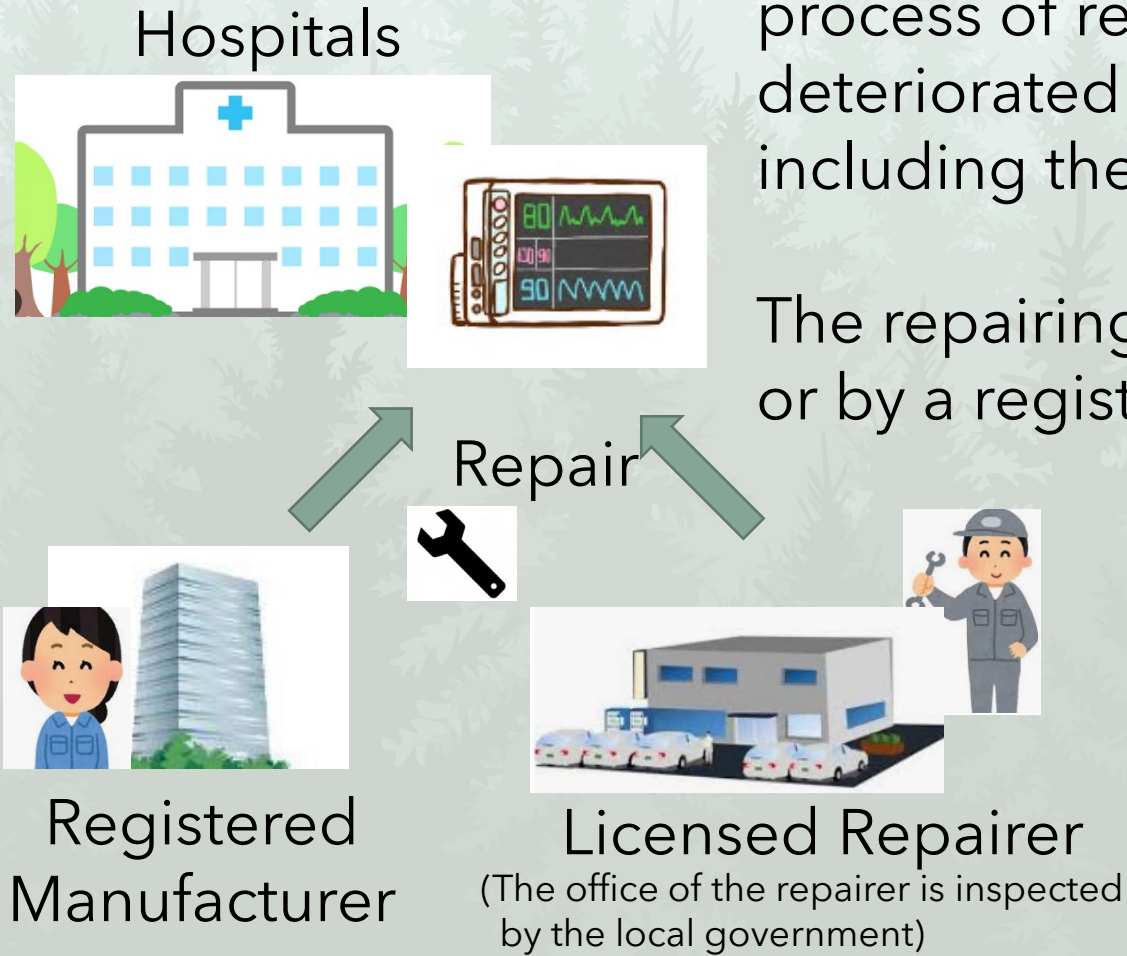 Hospitals
process of re
deteriorated
including the
80
90
The repairing
or by a regist
Repair
Registered
Manufacturer
Licensed Repairer
(The office of the repairer is inspected
by the local government)